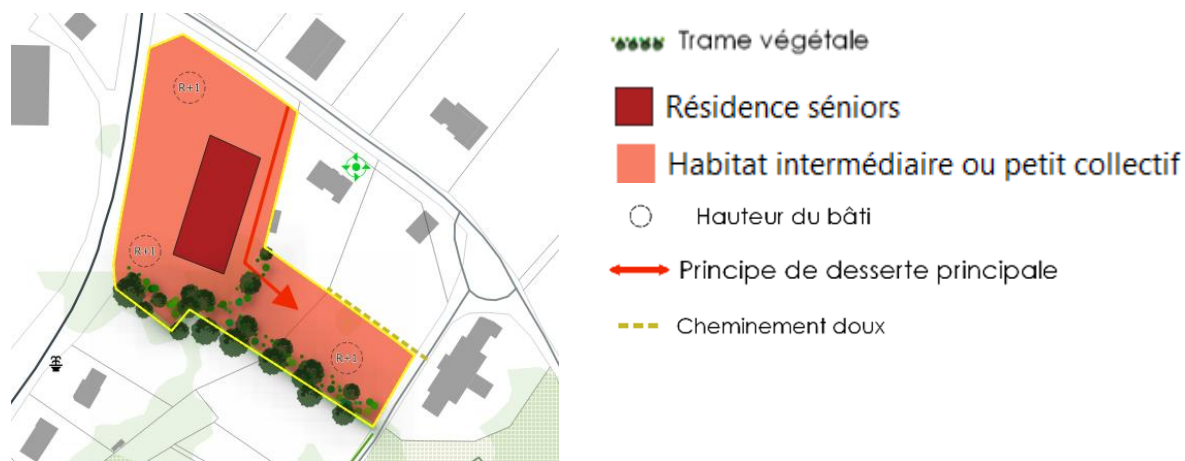 R+1
R+1
R+1
Trame végétale
Résidence séniors
Habitat intermédiaire ou petit collectif
Hauteur du bâti
Principe de desserte principale
Cheminement doux